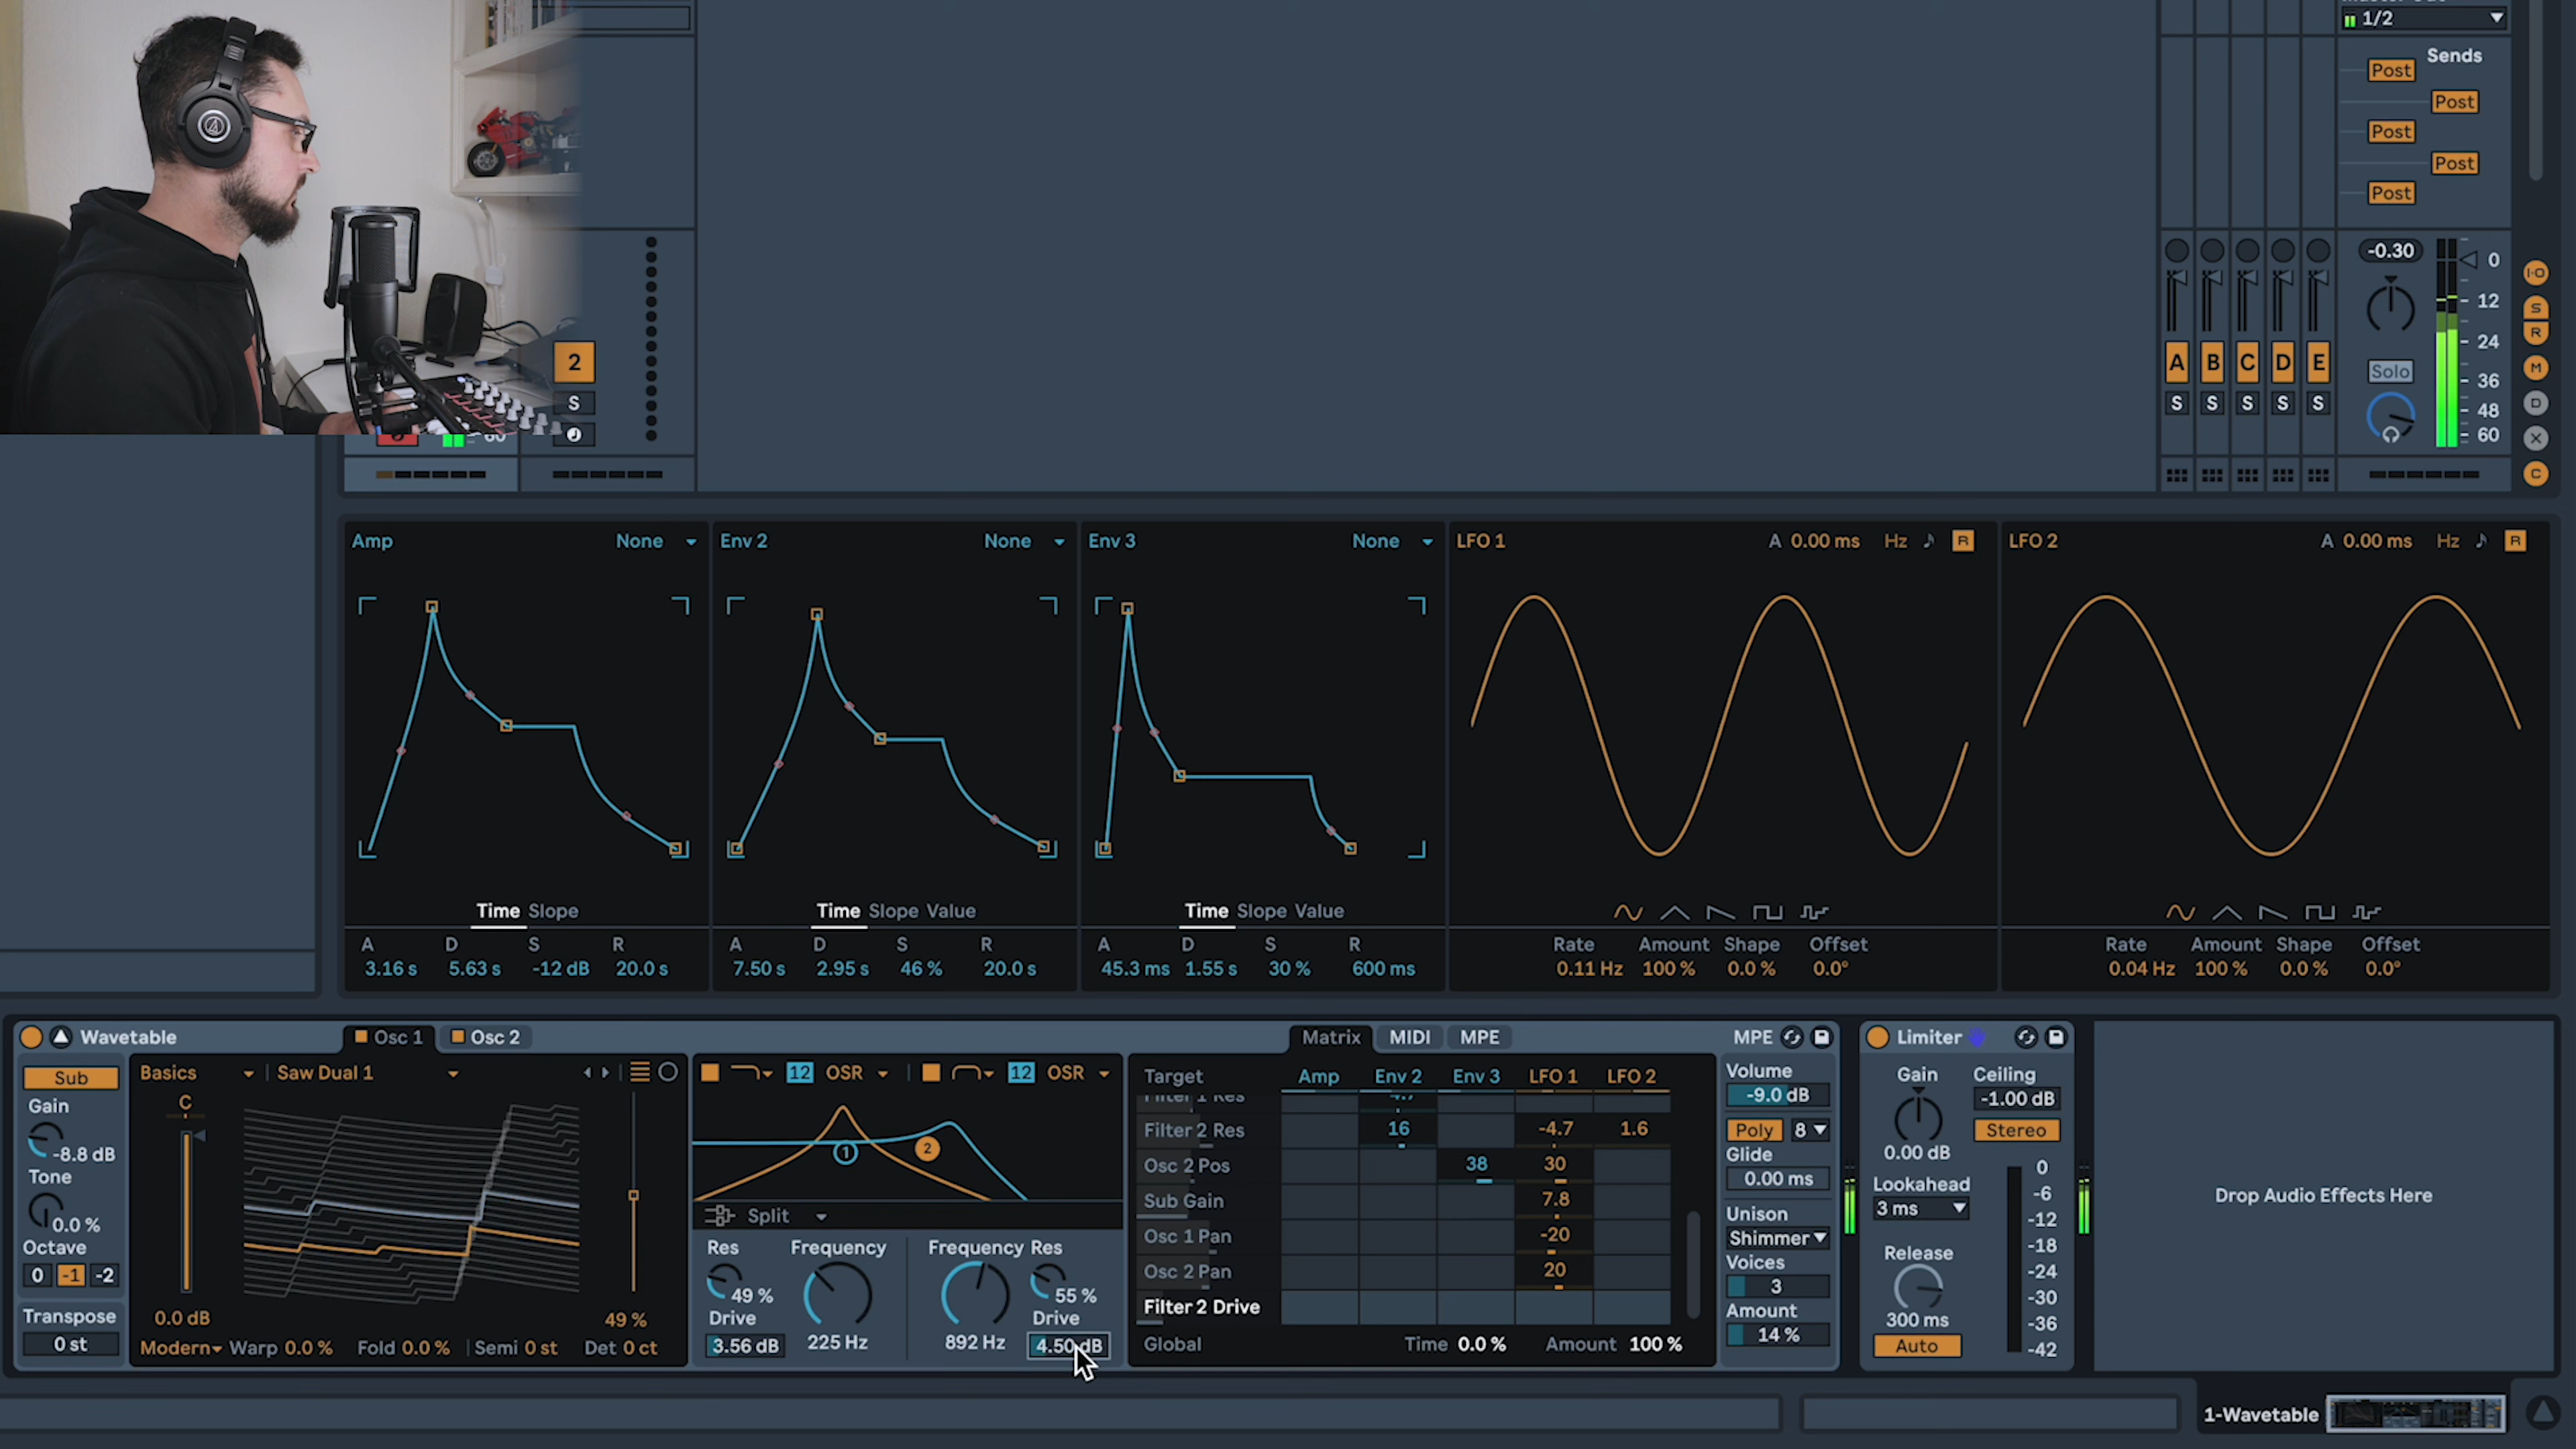 1/2
Sends
Post
Post
Post
Post
Post
-0.30
0
12
24
36
48
60
Solo
A B C D E
S S S S S
I·O
S
R
M
D
X
C
2
S
60
Amp None
Env 2 None
Env 3 None
LFO 1 A 0.00 ms Hz R
LFO 2 A 0.00 ms Hz R
Time Slope
Time Slope Value
Time Slope Value
A D S R
3.16 s 5.63 s -12 dB 20.0 s
A D S R
7.50 s 2.95 s 46 % 20.0 s
A D S R
45.3 ms 1.55 s 30 % 600 ms
Rate Amount Shape Offset
0.11 Hz 100 % 0.0 % 0.0°
Rate Amount Shape Offset
0.04 Hz 100 % 0.0 % 0.0°
Wavetable
Osc 1 Osc 2
Sub
Gain
-8.8 dB
Tone
0.0 %
Octave
0 -1 -2
Transpose
0 st
Basics Saw Dual 1
C
0.0 dB
49 %
Modern Warp 0.0 % Fold 0.0 % Semi 0 st Det 0 ct
12 OSR 12 OSR
1 2
Split
Res Frequency Frequency Res
49 % 55 %
Drive Drive
3.56 dB 225 Hz 892 Hz 4.50 dB
Matrix MIDI MPE
Target Amp Env 2 Env 3 LFO 1 LFO 2
Filter 1 Res
Filter 2 Res 16 -4.7 1.6
Osc 2 Pos 38 30
Sub Gain 7.8
Osc 1 Pan -20
Osc 2 Pan 20
Filter 2 Drive
Global Time 0.0 % Amount 100 %
MPE
Volume
-9.0 dB
Poly 8
Glide
0.00 ms
Unison
Shimmer
Voices
3
Amount
14 %
Limiter
Gain Ceiling
-1.00 dB
Stereo
0.00 dB
Lookahead
3 ms
Release
300 ms
Auto
0
-6
-12
-18
-24
-30
-36
-42
Drop Audio Effects Here
1-Wavetable